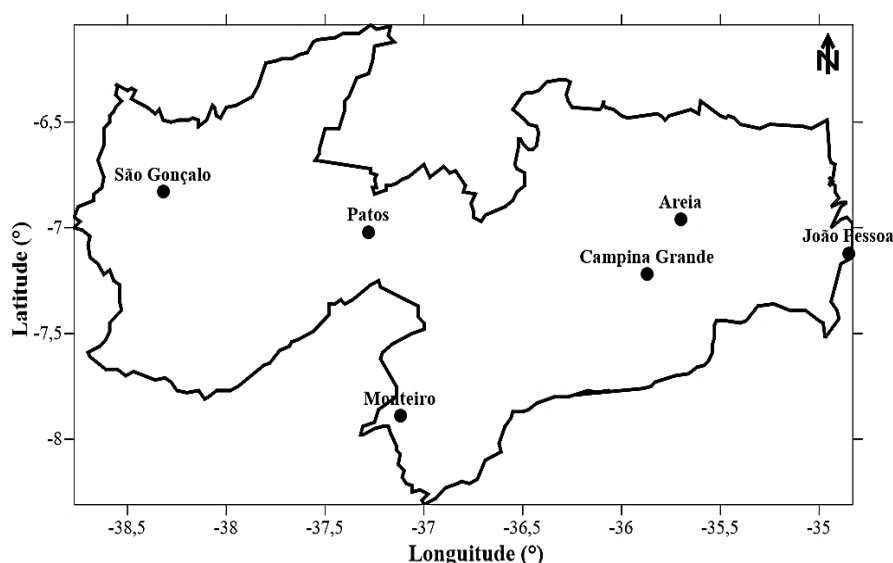 N
-6,5
São Gonçalo
Areia
Patos
-7
João Pessoa
Campina Grande
Latitude (°)
-7,5
Monteiro
-8
-38,5 -38 -37,5 -37 -36,5 -36 -35,5 -35
Longuitude (°)